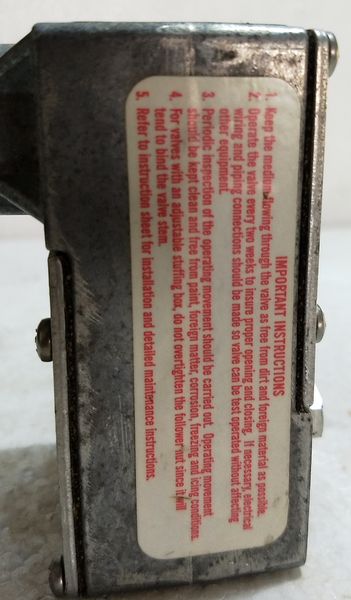 IMPORTANT INSTRUCTIONS
1. Keep the medium flowing through the valve as free from dirt and foreign material as possible.
2. Operate the valve every two weeks to insure proper opening and closing. If necessary, electrical
wiring and piping connections should be made so valve can be test operated without affecting
other equipment.
3. Periodic inspection of the operating movement should be carried out. Operating movement
should be kept clean and free from paint, foreign matter, corrosion, freezing and icing conditions.
4. For valves with an adjustable stuffing box, do not overtighten the follower nut since it will
tend to bind the valve stem.
5. Refer to instruction sheet for installation and detailed maintenance instructions.